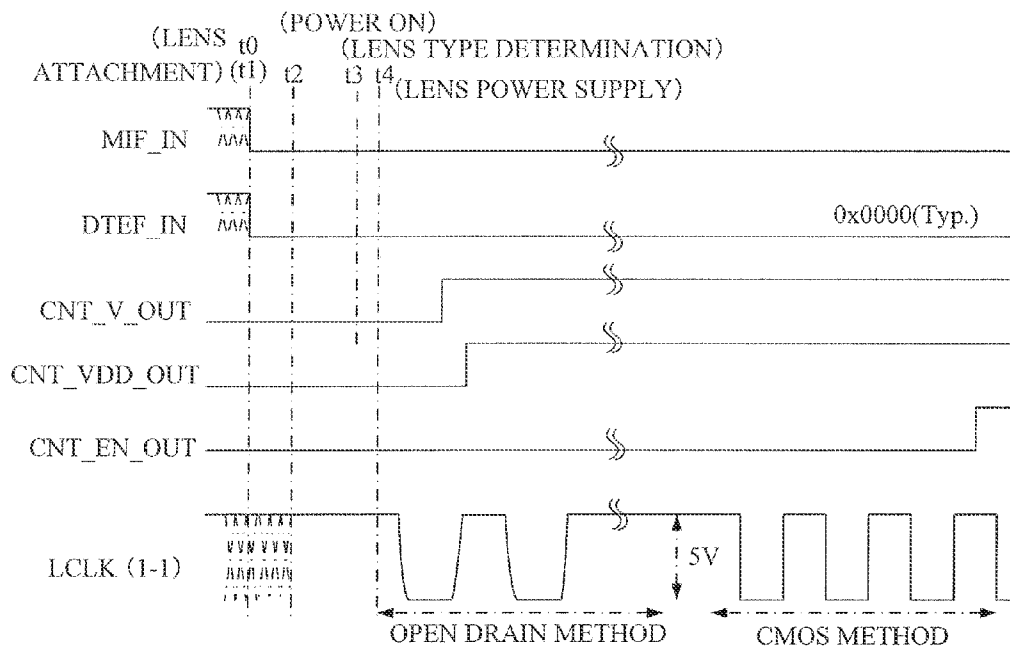 (POWER ON)
(LENS t0 (LENS TYPE DETERMINATION)
ATTACHMENT) (t1) t2 t3 t4 (LENS POWER SUPPLY)
MIF_IN
DTEF_IN 0x0000(Typ.)
CNT_V_OUT
CNT_VDD_OUT
CNT_EN_OUT
LCLK (1-1) 5V
OPEN DRAIN METHOD CMOS METHOD